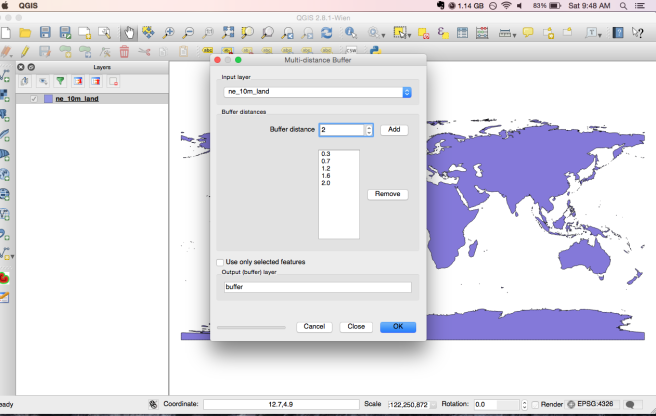 QGIS
1.14 GB
83%
Sat 9:48 AM
QGIS 2.8.1-Wien
Layers
ne_10m_land
Multi-distance Buffer
Input layer
ne_10m_land
Buffer distances
Buffer distance
2
Add
0.3
0.7
1.2
1.6
2.0
Remove
Use only selected features
Output (buffer) layer
buffer
Cancel
Close
OK
Coordinate:
12.7,4.9
Scale
:122,250,872
Rotation:
0.0
Render
EPSG:4326